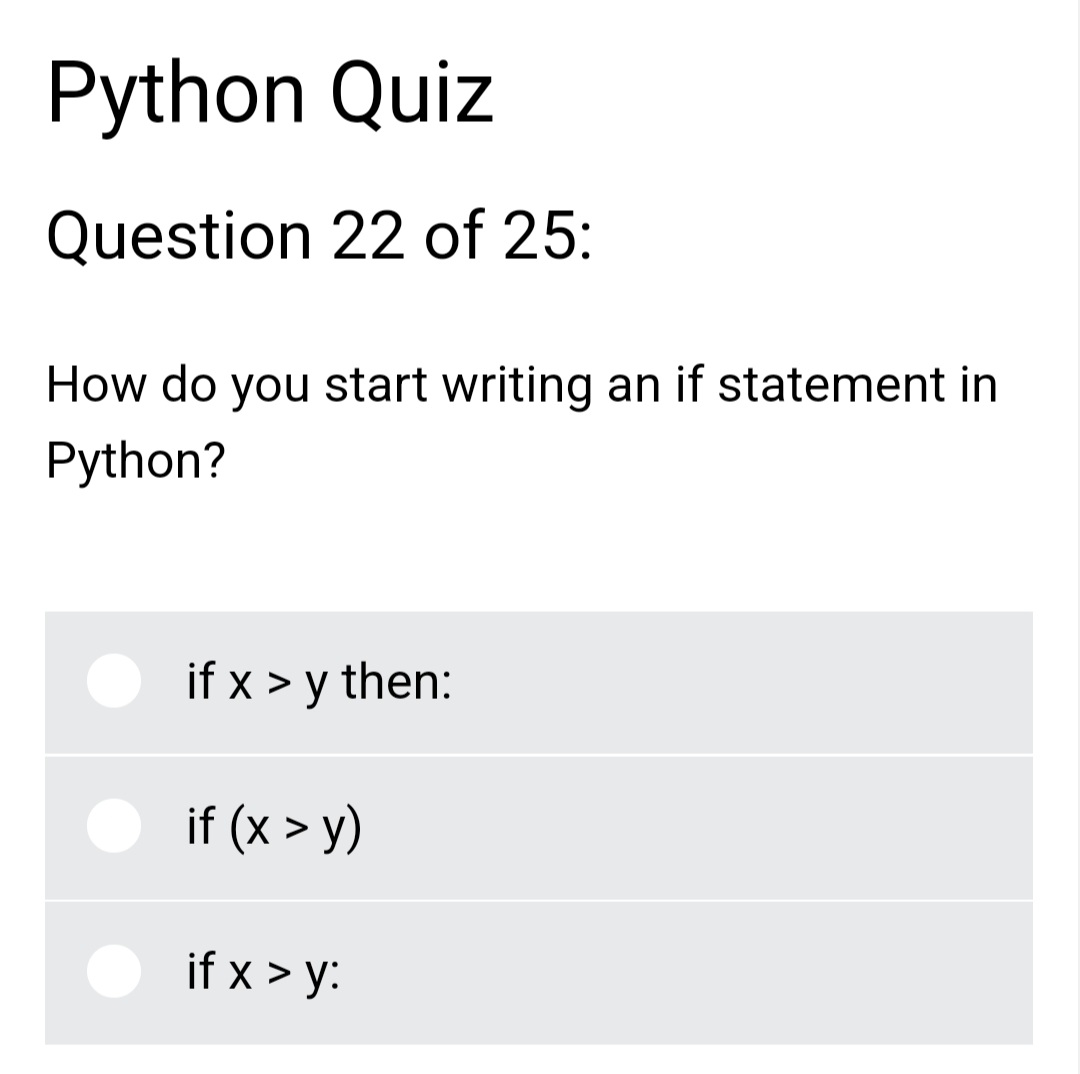 Python Quiz
Question 22 of 25:
How do you start writing an if statement in
Python?
if x > y then:
if (x > y)
if x > y: